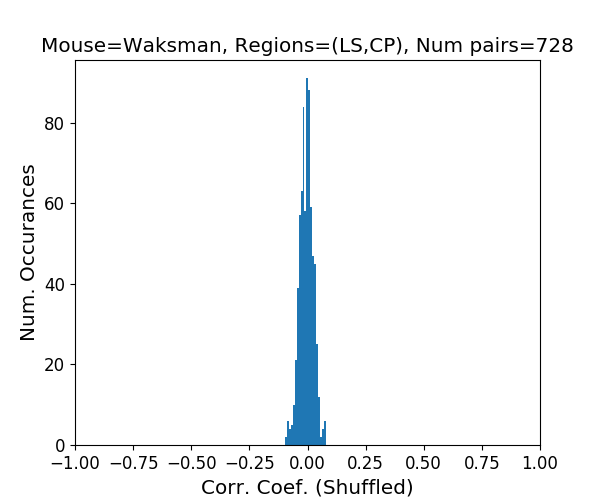 Mouse=Waksman, Regions=(LS,CP), Num pairs=728
80
60
40
20
0
Num. Occurances
−1.00 −0.75 −0.50 −0.25 0.00 0.25 0.50 0.75 1.00
Corr. Coef. (Shuffled)